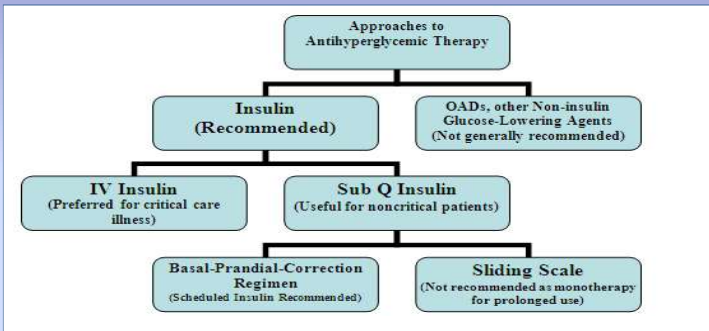 Approaches to
Antihyperglycemic Therapy
Insulin
(Recommended)
OADs, other Non-insulin
Glucose-Lowering Agents
(Not generally recommended)
IV Insulin
(Preferred for critical care
illness)
Sub Q Insulin
(Useful for noncritical patients)
Basal-Prandial-Correction
Regimen
(Scheduled Insulin Recommended)
Sliding Scale
(Not recommended as monotherapy
for prolonged use)